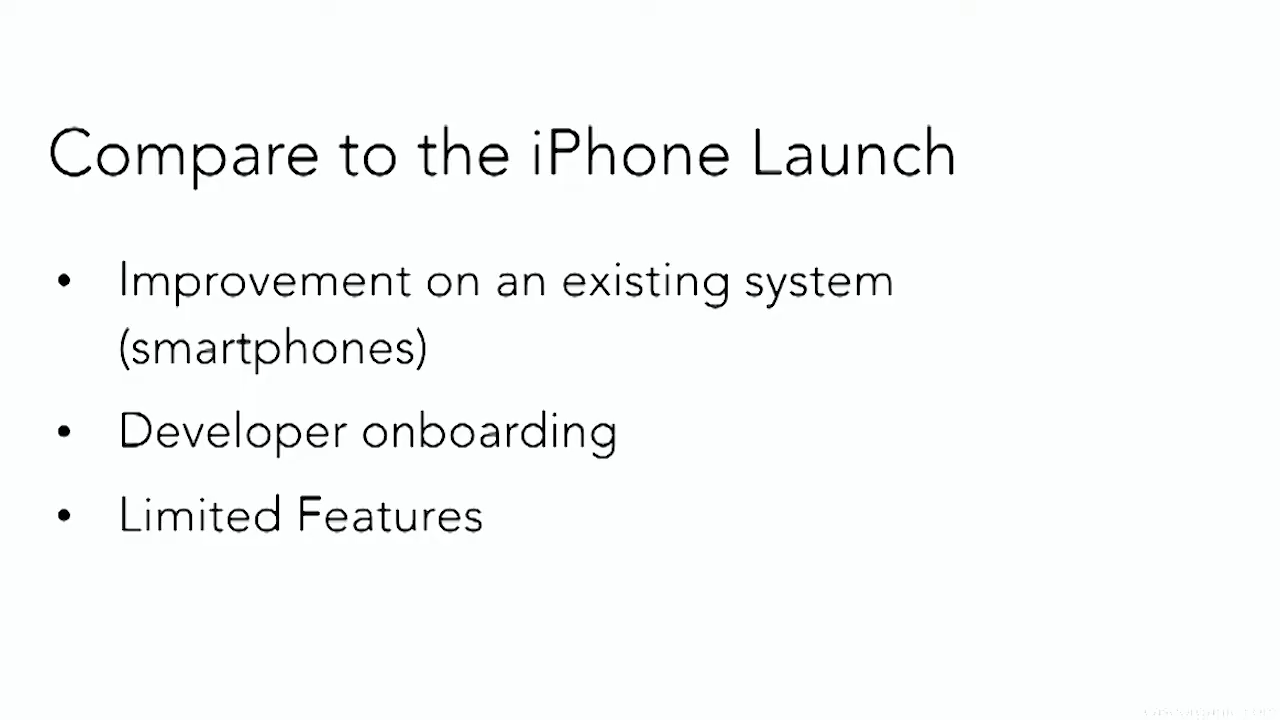 Compare to the iPhone Launch
• Improvement on an existing system
(smartphones)
• Developer onboarding
• Limited Features